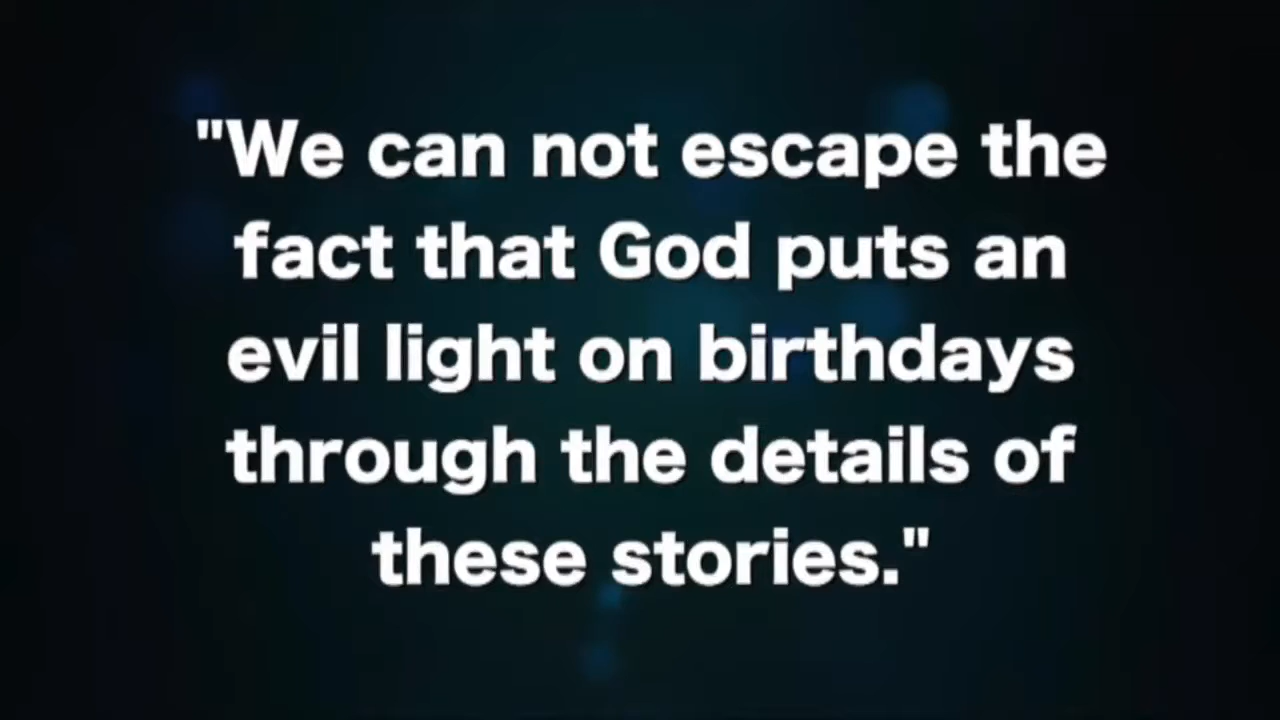 "We can not escape the
fact that God puts an
evil light on birthdays
through the details of
these stories."